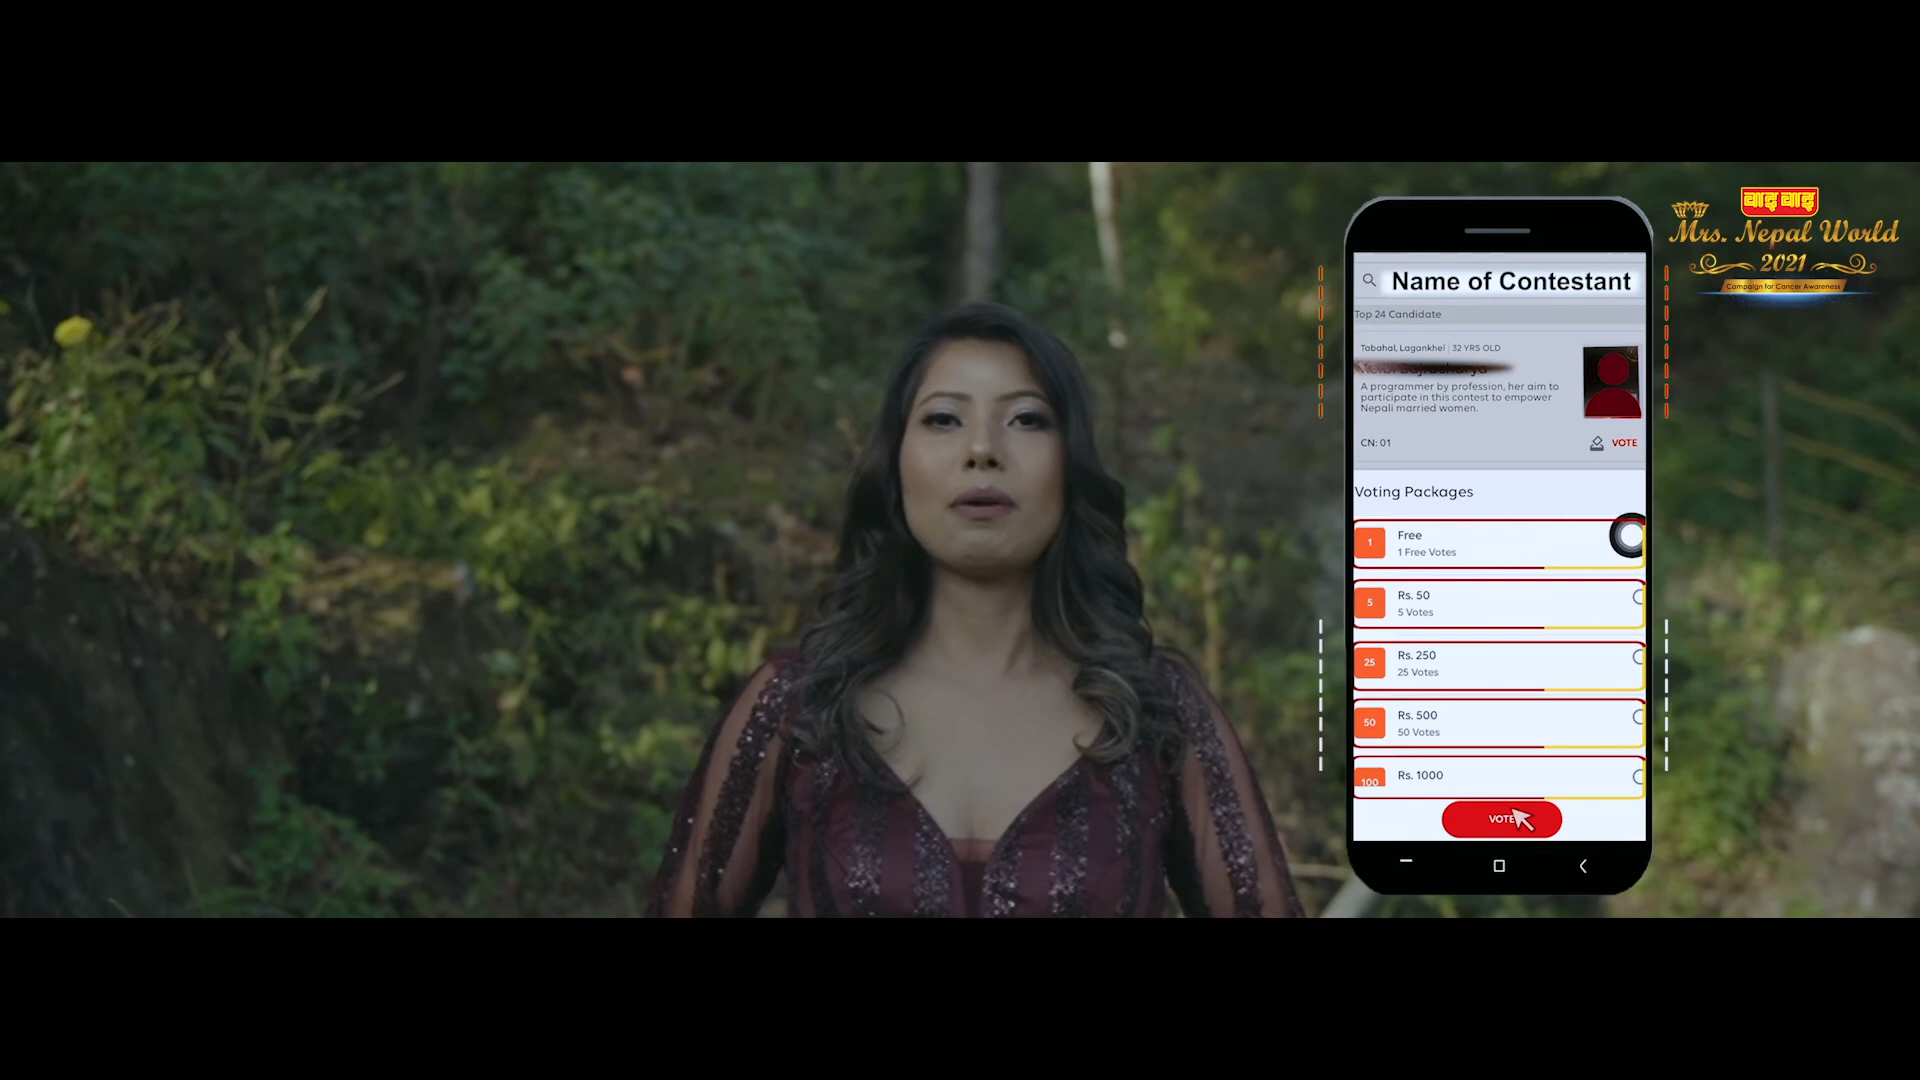 वाइ वाइ
Mrs. Nepal World
2021
Campaign for Cancer Awareness
Name of Contestant
Top 24 Candidate
Tabahal, Lagankhel | 32 YRS OLD
A programmer by profession, her aim to
participate in this contest to empower
Nepali married women.
CN: 01
VOTE
Voting Packages
1
Free
1 Free Votes
5
Rs. 50
5 Votes
25
Rs. 250
25 Votes
50
Rs. 500
50 Votes
100
Rs. 1000
VOTE